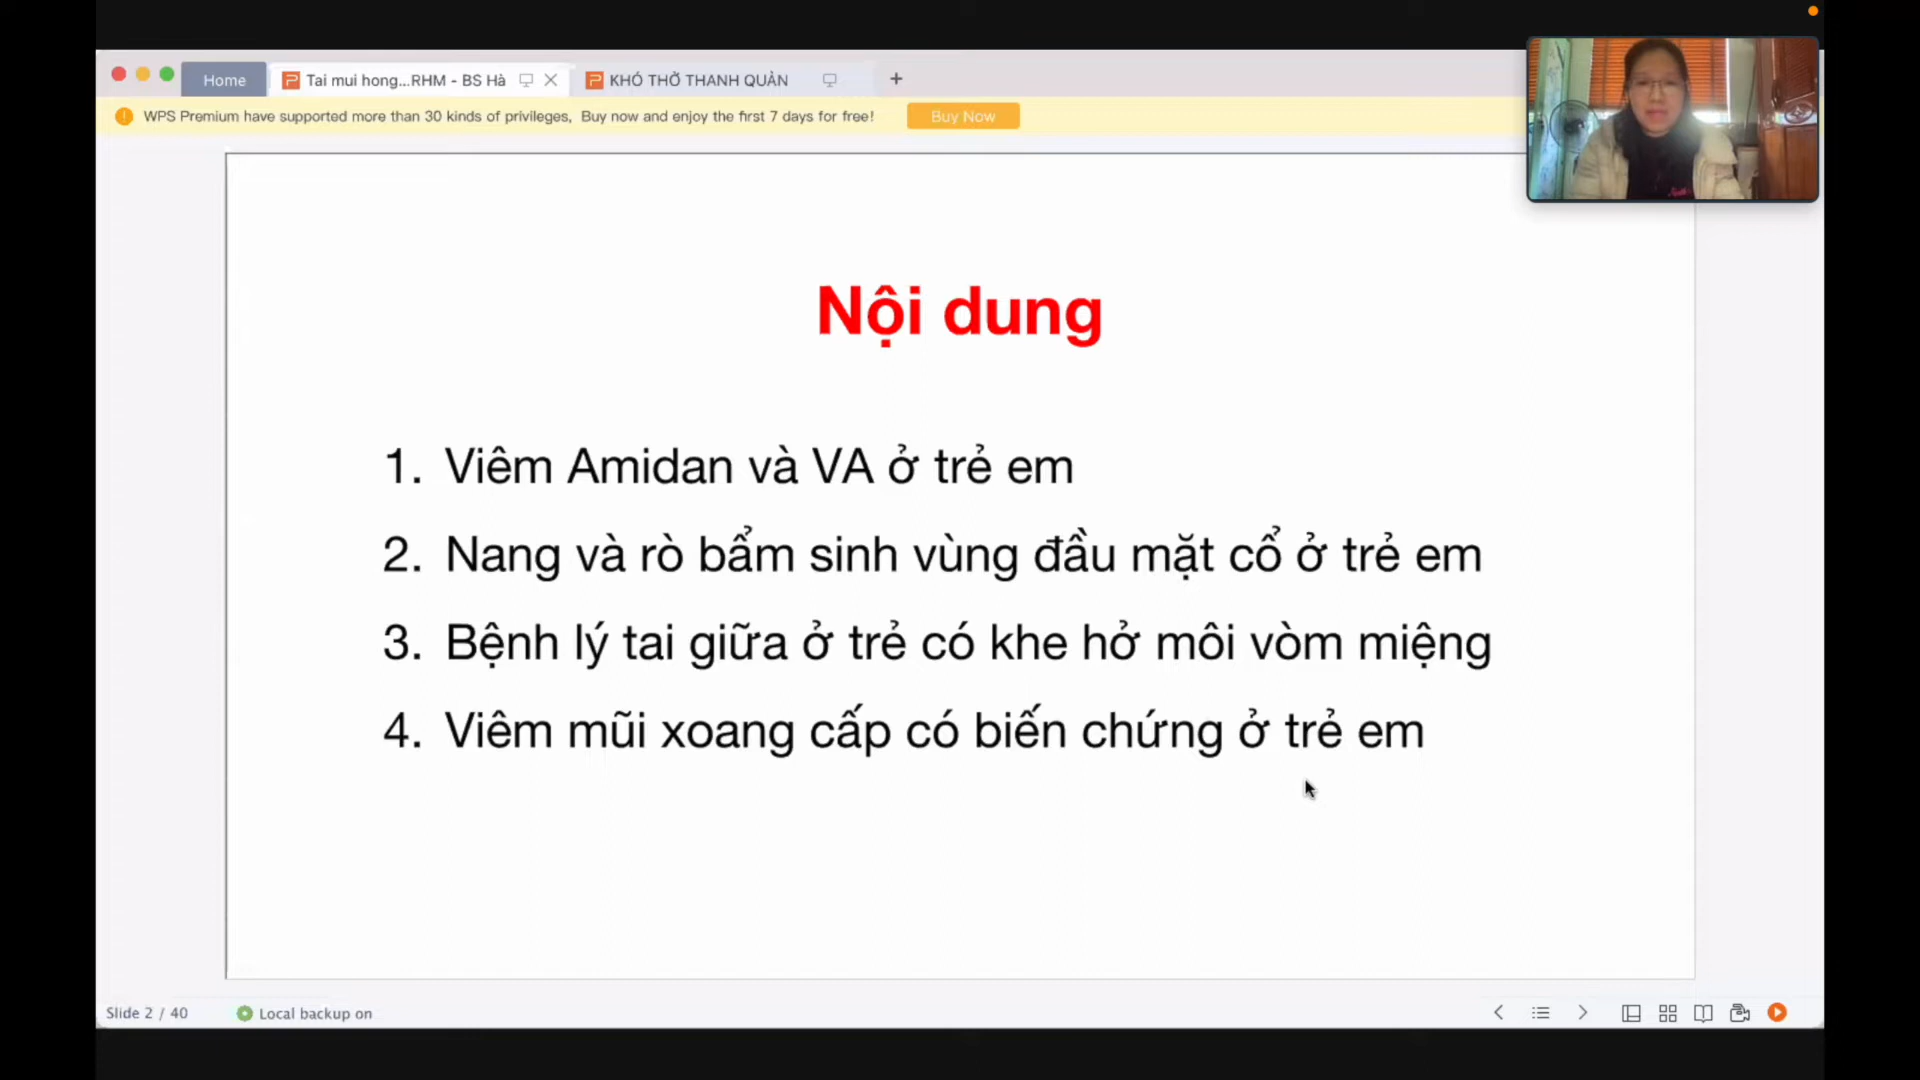 Home
Tai mui hong...RHM - BS Hà
KHÓ THỞ THANH QUẢN
WPS Premium have supported more than 30 kinds of privileges, Buy now and enjoy the first 7 days for free!
Buy Now
Nội dung
1. Viêm Amidan và VA ở trẻ em
2. Nang và rò bẩm sinh vùng đầu mặt cổ ở trẻ em
3. Bệnh lý tai giữa ở trẻ có khe hở môi vòm miệng
4. Viêm mũi xoang cấp có biến chứng ở trẻ em
Slide 2 / 40
Local backup on